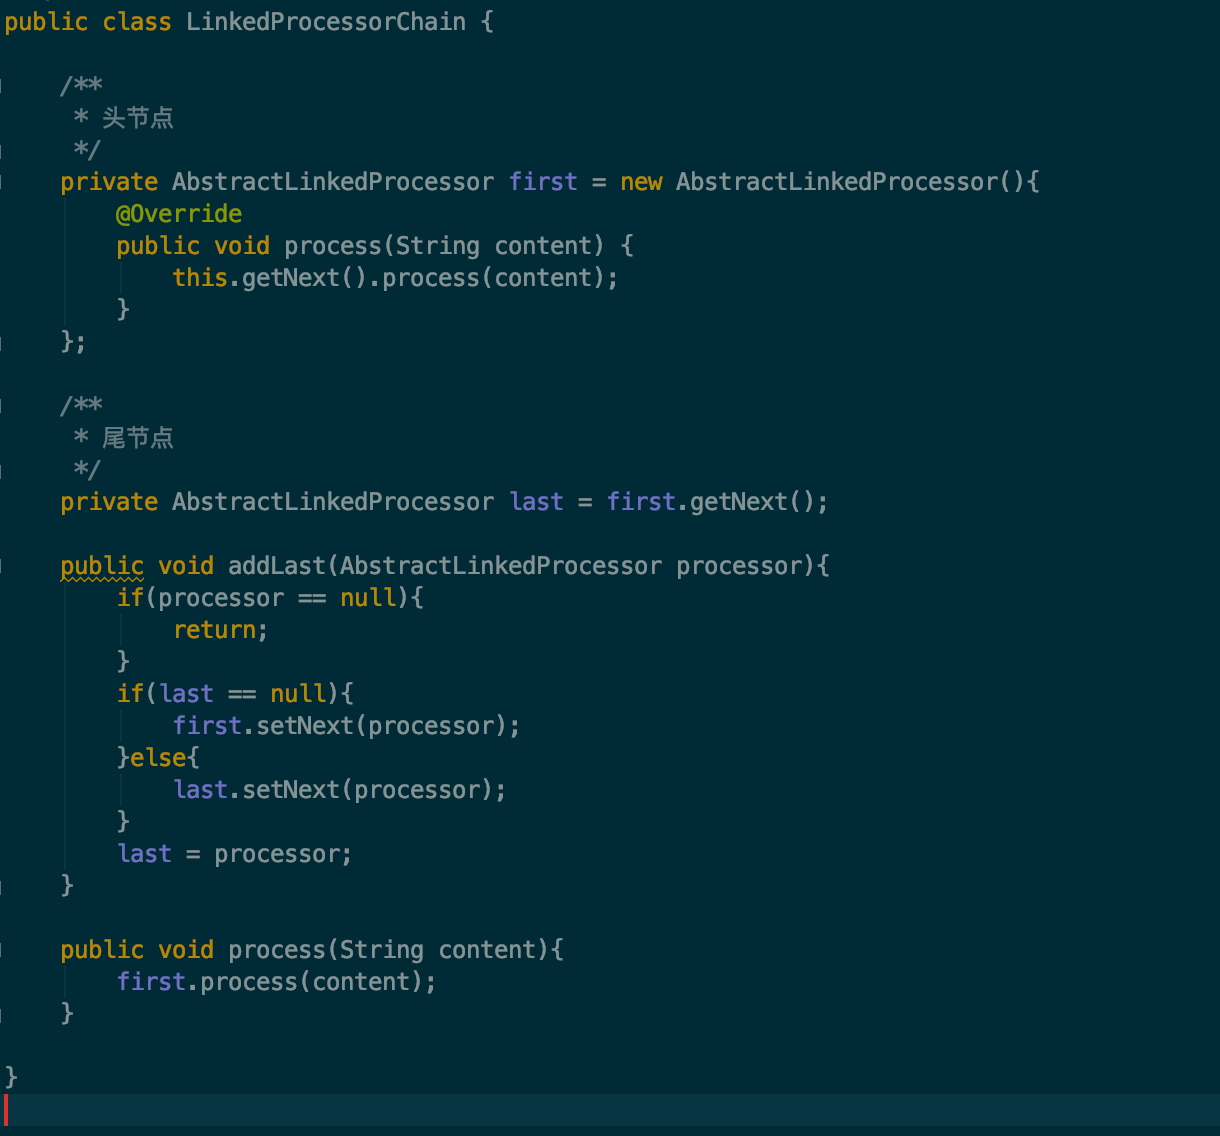 public class LinkedProcessorChain {
/**
* 头节点
*/
private AbstractLinkedProcessor first = new AbstractLinkedProcessor(){
@Override
public void process(String content) {
this.getNext().process(content);
}
};
/**
* 尾节点
*/
private AbstractLinkedProcessor last = first.getNext();
public void addLast(AbstractLinkedProcessor processor){
if(processor == null){
return;
}
if(last == null){
first.setNext(processor);
}else{
last.setNext(processor);
}
last = processor;
}
public void process(String content){
first.process(content);
}
}